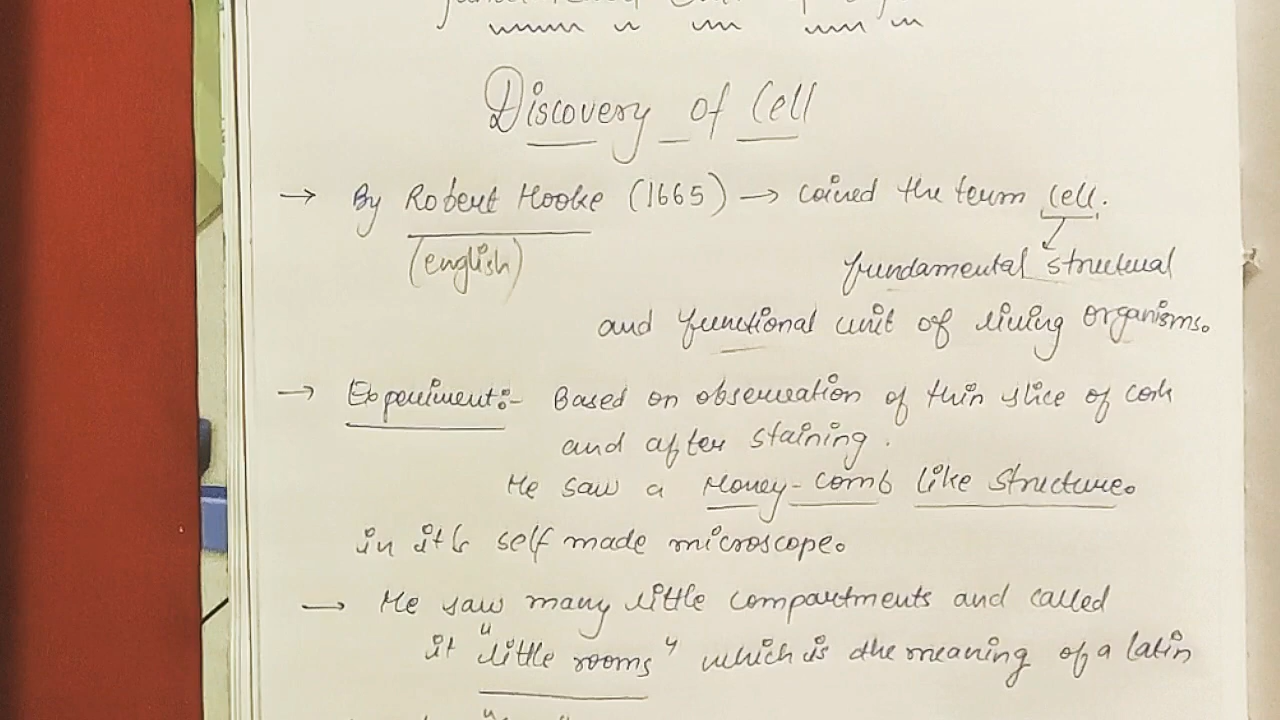 Discovery of Cell
→ By Robert Hooke (1665) → coined the term cell.
(english)
fundamental structural
and functional unit of living organisms.
→ Experiment:- Based on observation of thin slice of cork
and after staining.
He saw a Honey-comb like structure.
in it's self made microscope.
→ He saw many little compartments and called
it "little rooms" which is the meaning of a latin